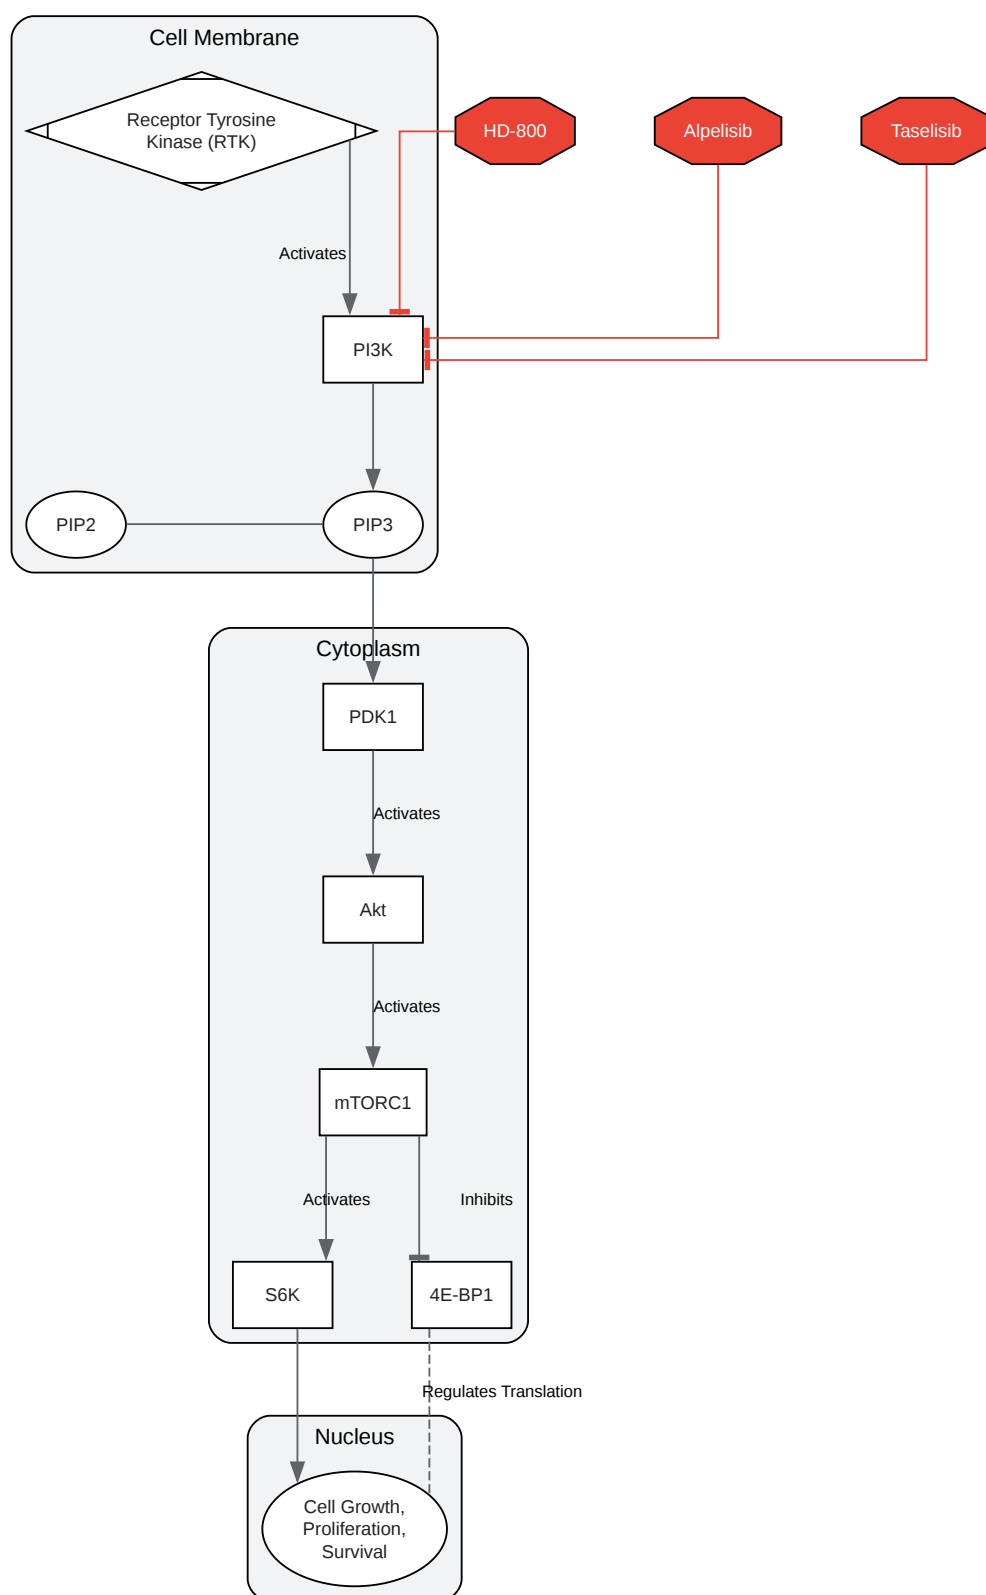 Cell Membrane
Receptor Tyrosine
Kinase (RTK)
HD-800
Alpelisib
Taselisib
Activates
PI3K
PIP2
PIP3
Cytoplasm
PDK1
Activates
Akt
Activates
mTORC1
Activates
Inhibits
S6K
4E-BP1
Regulates Translation
Nucleus
Cell Growth,
Proliferation,
Survival